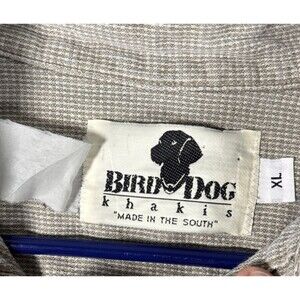 BIRD DOG
khakis
"MADE IN THE SOUTH"
XL